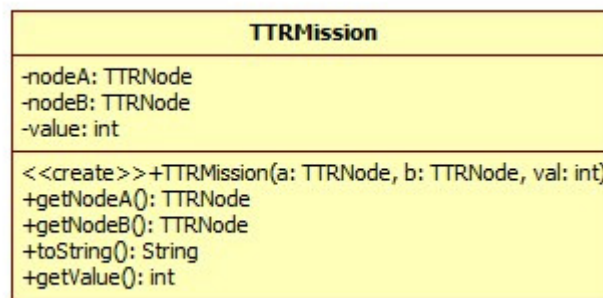 TTRMission
-nodeA: TTRNode
-nodeB: TTRNode
-value: int
<<create>>+TTRMission(a: TTRNode, b: TTRNode, val: int)
+getNodeA(): TTRNode
+getNodeB(): TTRNode
+toString(): String
+getValue(): int